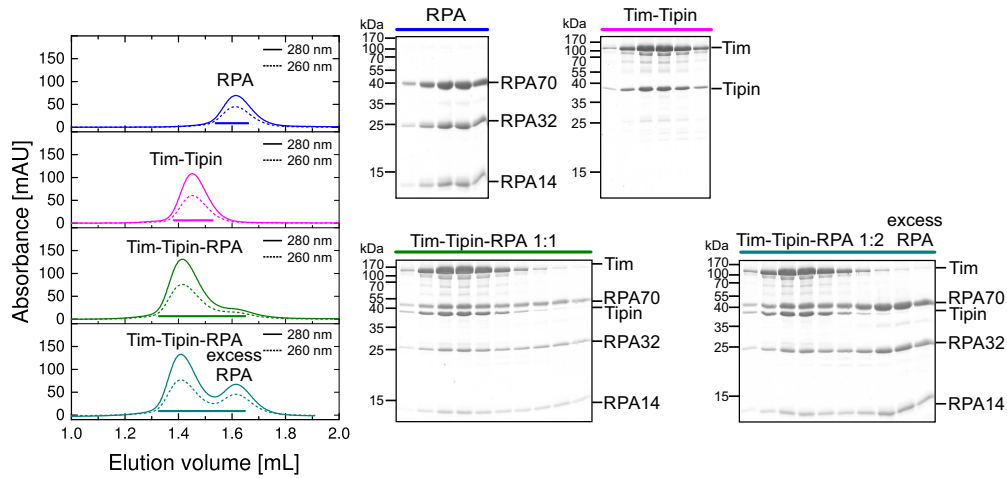 Absorbance [mAU]
150
100
50
0
280 nm
260 nm
RPA
150
100
50
0
280 nm
260 nm
Tim-Tipin
150
100
50
0
280 nm
260 nm
Tim-Tipin-RPA
150
100
50
0
280 nm
260 nm
Tim-Tipin-RPA
excess
RPA
1.0 1.2 1.4 1.6 1.8 2.0
Elution volume [mL]
RPA
kDa
170
100
70
55
40
35
25
15
RPA70
RPA32
RPA14
Tim-Tipin
kDa
170
100
70
55
40
35
25
15
Tim
Tipin
Tim-Tipin-RPA 1:1
kDa
170
100
70
55
40
35
25
15
Tim
RPA70
Tipin
RPA32
RPA14
Tim-Tipin-RPA 1:2
excess
RPA
kDa
170
100
70
55
40
35
25
15
Tim
RPA70
Tipin
RPA32
RPA14